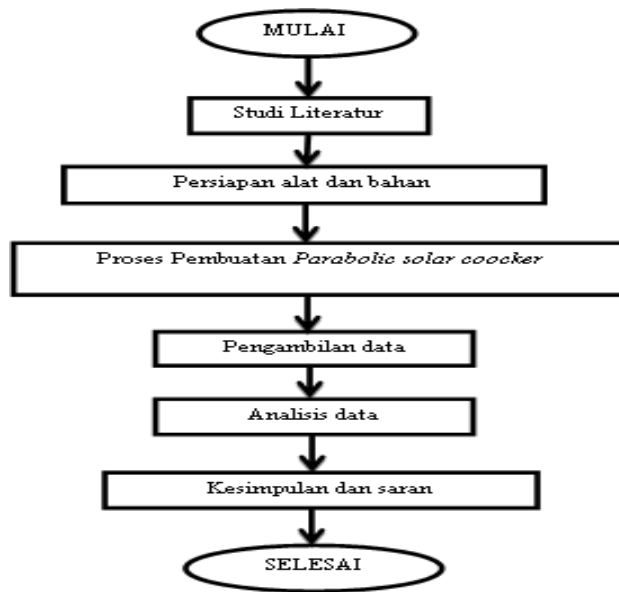 MULAI
Studi Literatur
Persiapan alat dan bahan
Proses Pembuatan Parabolic solar coocker
Pengambilan data
Analisis data
Kesimpulan dan saran
SELESAI